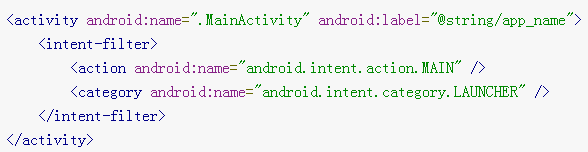 <activity android:name=".MainActivity" android:label="@string/app_name">
    <intent-filter>
        <action android:name="android.intent.action.MAIN" />
        <category android:name="android.intent.category.LAUNCHER" />
    </intent-filter>
</activity>